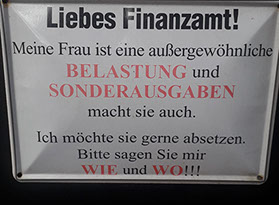 Liebes Finanzamt!
Meine Frau ist eine außergewöhnliche
BELASTUNG und
SONDERAUSGABEN
macht sie auch.
Ich möchte sie gerne absetzen.
Bitte sagen Sie mir
WIE und WO!!!